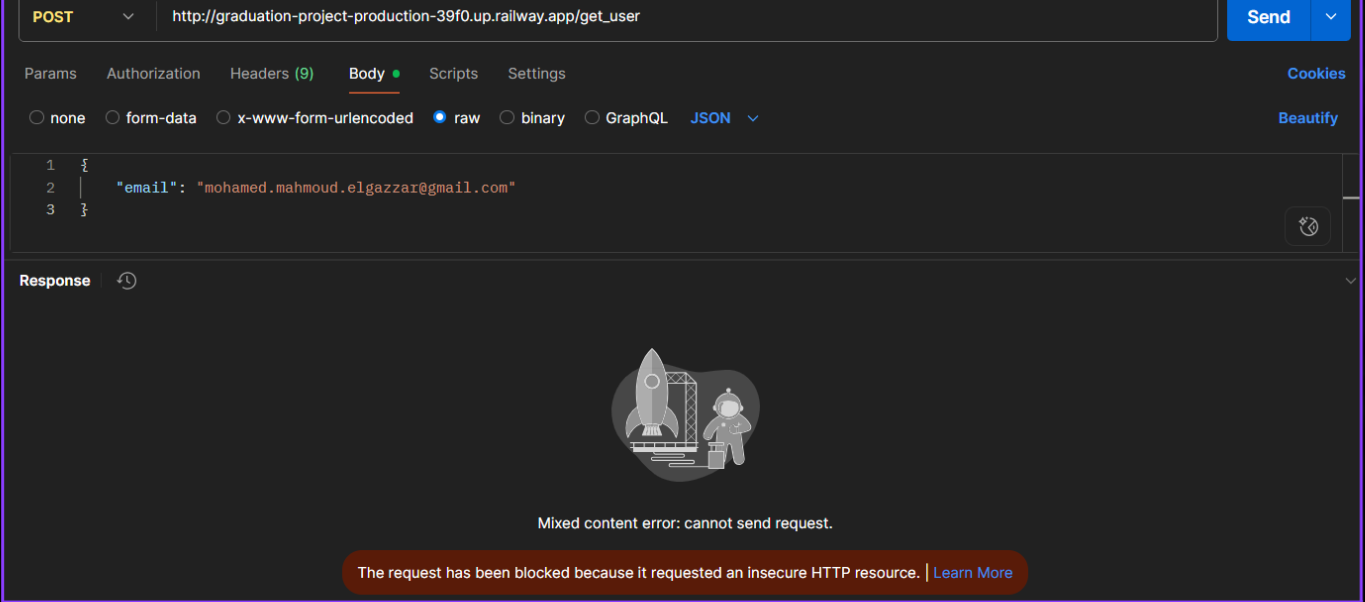 POST http://graduation-project-production-39f0.up.railway.app/get_user Send
Params Authorization Headers (9) Body Scripts Settings Cookies
none form-data x-www-form-urlencoded raw binary GraphQL JSON Beautify
1 {
2 "email": "mohamed.mahmoud.elgazzar@gmail.com"
3 }
Response
Mixed content error: cannot send request.
The request has been blocked because it requested an insecure HTTP resource. | Learn More